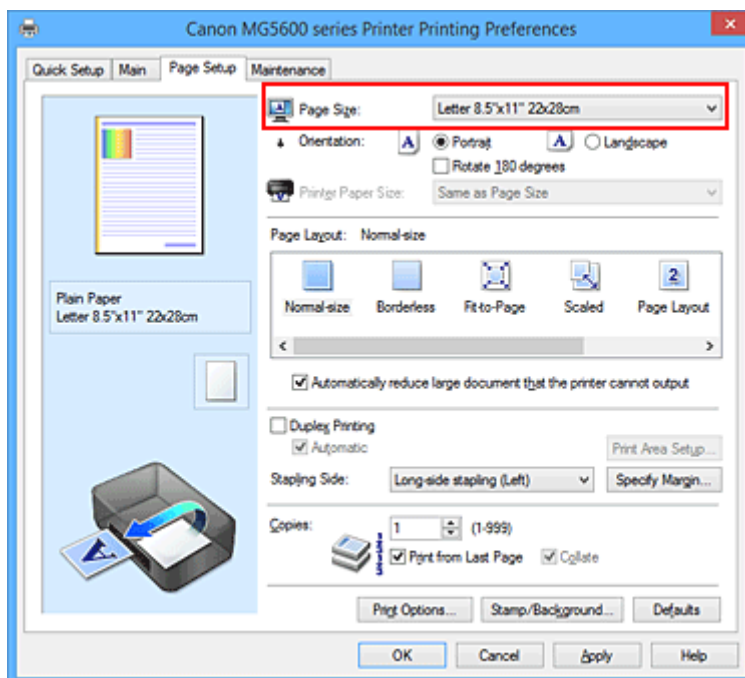 Canon MG5600 series Printer Printing Preferences
Quick Setup Main Page Setup Maintenance
Page Size: Letter 8.5"x11" 22x28cm
Orientation: A Portrait A Landscape
Rotate 180 degrees
Printer Paper Size: Same as Page Size
Page Layout: Normal-size
2
Normal-size Borderless Fit-to-Page Scaled Page Layout
Plain Paper
Letter 8.5"x11" 22x28cm
Automatically reduce large document that the printer cannot output
Duplex Printing
Automatic Print Area Setup...
Stapling Side: Long-side stapling (Left) Specify Margin...
Copies: 1 (1-999)
Print from Last Page Collate
A
Print Options... Stamp/Background... Defaults
OK Cancel Apply Help